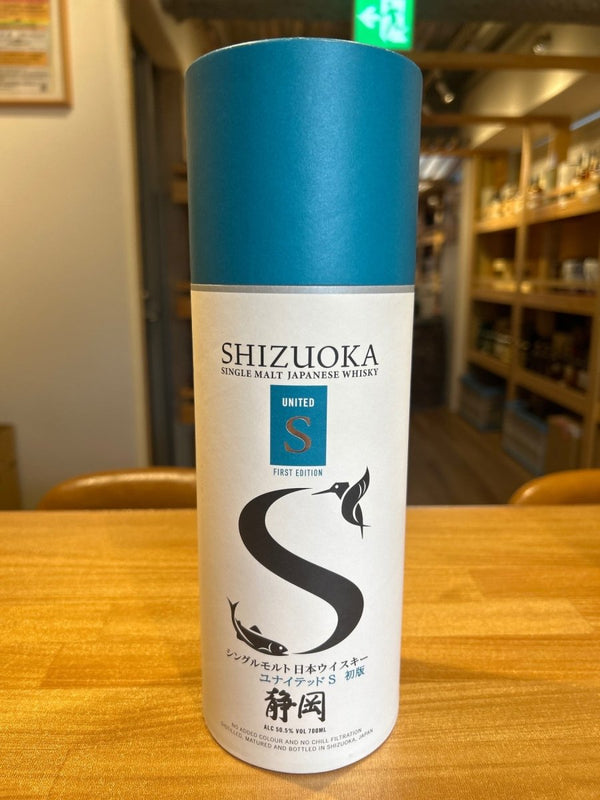 SHIZUOKA
SINGLE MALT JAPANESE WHISKY
UNITED
S
FIRST EDITION
S
シングルモルト日本ウイスキー
ユナイテッド S 初版
静岡
ALC 50.5% VOL 700ML
NO ADDED COLOUR AND NO CHILL FILTRATION
DISTILLED, MATURED AND BOTTLED IN SHIZUOKA, JAPAN